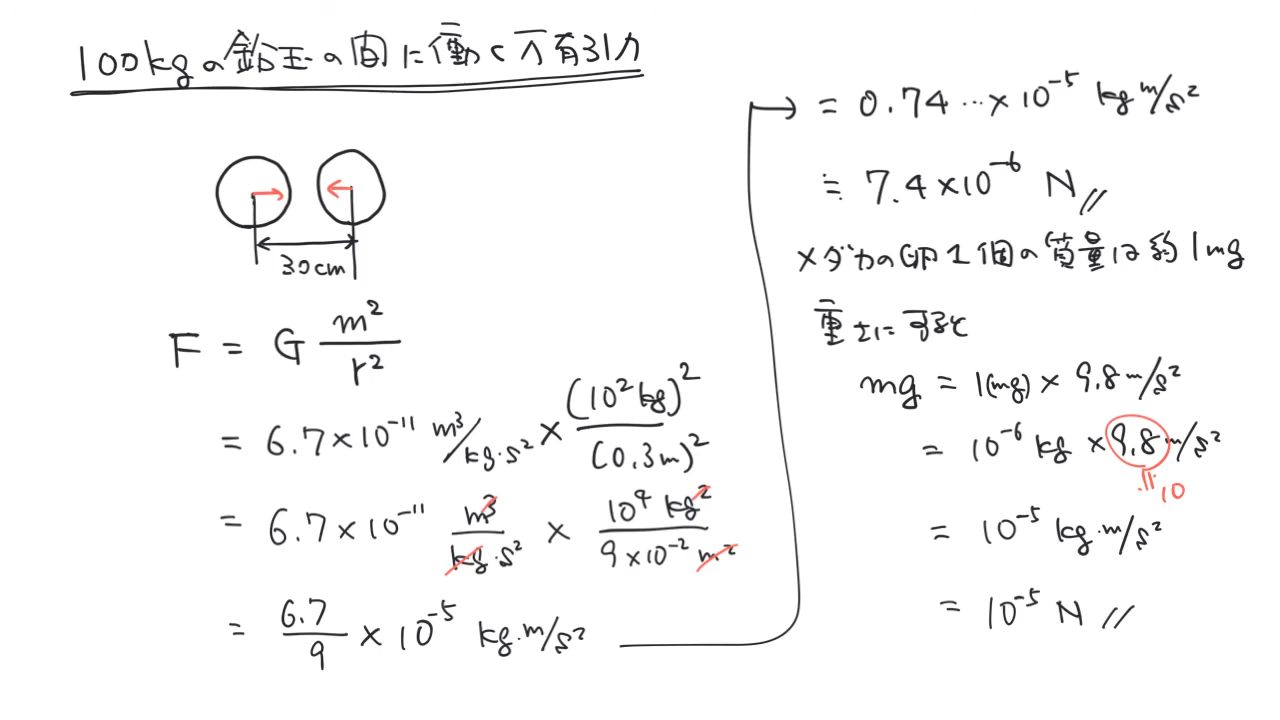 100kgの鉛玉の間に働く万有引力
30cm
F = G m²/r²
= 6.7×10⁻¹¹ m³/kg·s² × (10²kg)²/(0.3m)²
= 6.7×10⁻¹¹ m³/kg·s² × 10⁴ kg²/9×10⁻² m²
= 6.7/9 × 10⁻⁵ kg·m/s²
→ = 0.74…×10⁻⁵ kg m/s²
≒ 7.4×10⁻⁶ N //
メダカの卵1個の質量は約1mg
重さにすると
mg = 1(mg) × 9.8 m/s²
= 10⁻⁶ kg × 9.8 m/s²
≒ 10
= 10⁻⁵ kg·m/s²
= 10⁻⁵ N //